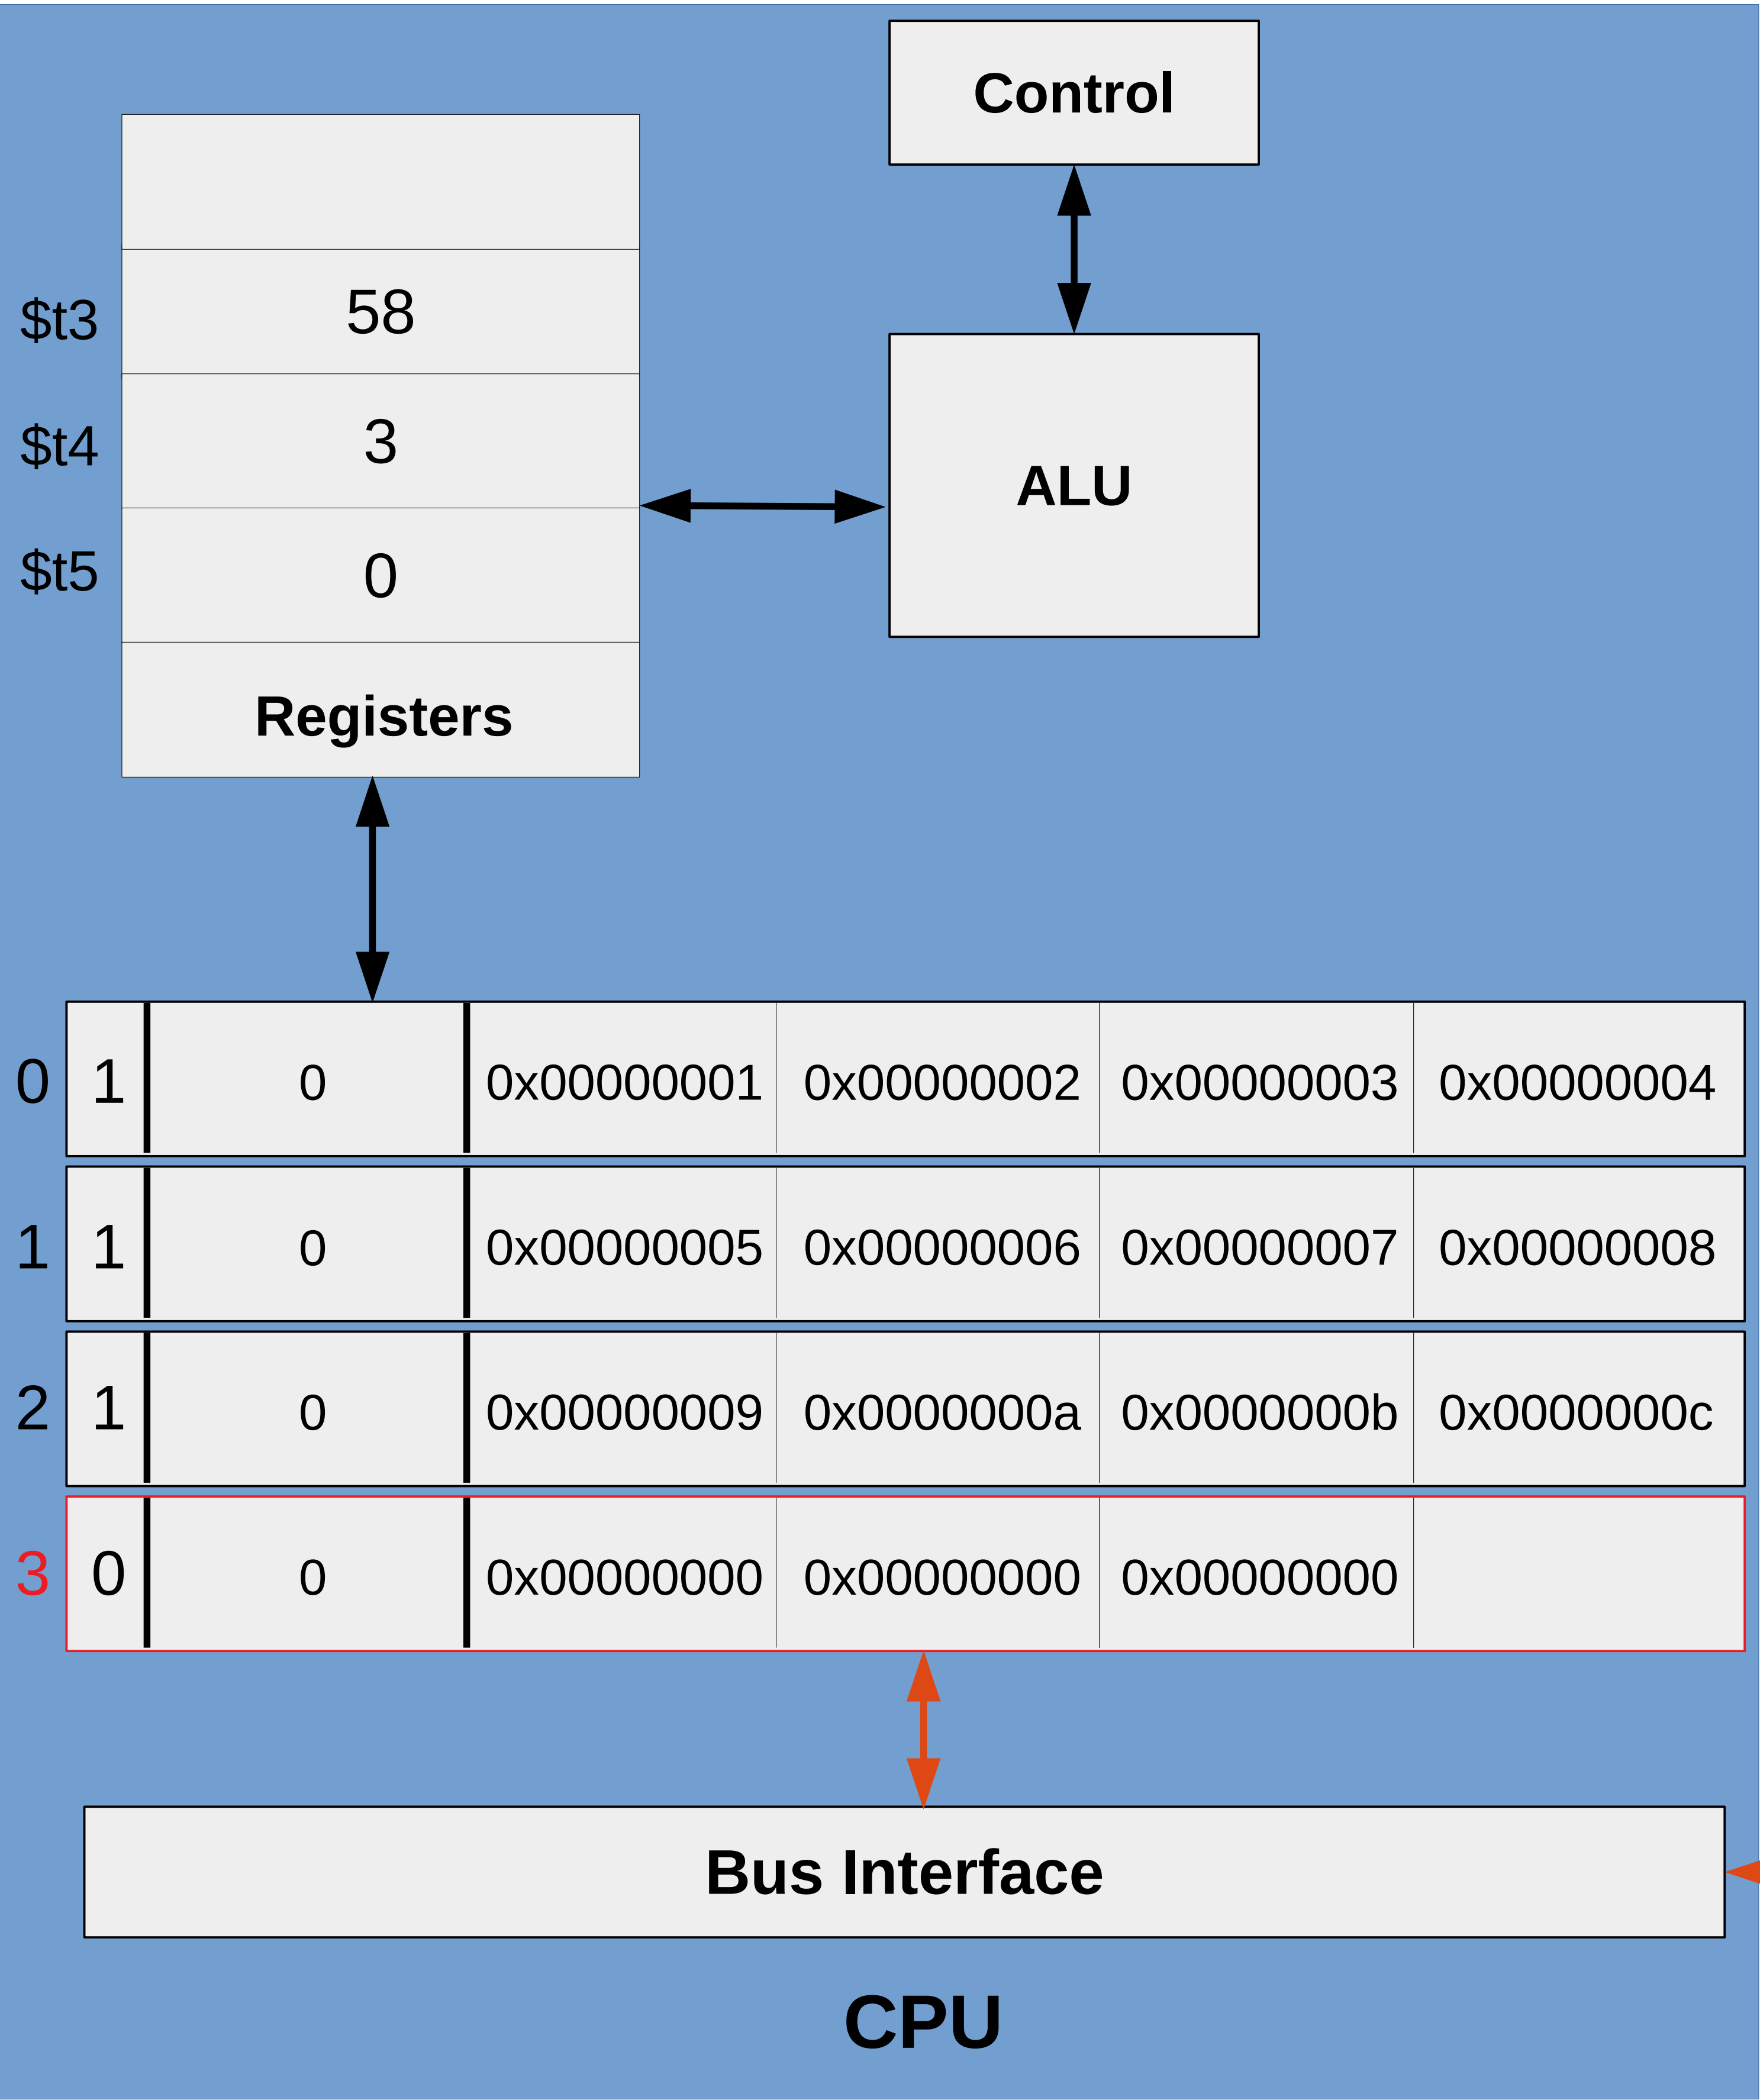 Control
$t3 58
$t4 3
ALU
$t5 0
Registers
0 1 0 0x00000001 0x00000002 0x00000003 0x00000004
1 1 0 0x00000005 0x00000006 0x00000007 0x00000008
2 1 0 0x00000009 0x0000000a 0x0000000b 0x0000000c
3 0 0 0x00000000 0x00000000 0x00000000
Bus Interface
CPU